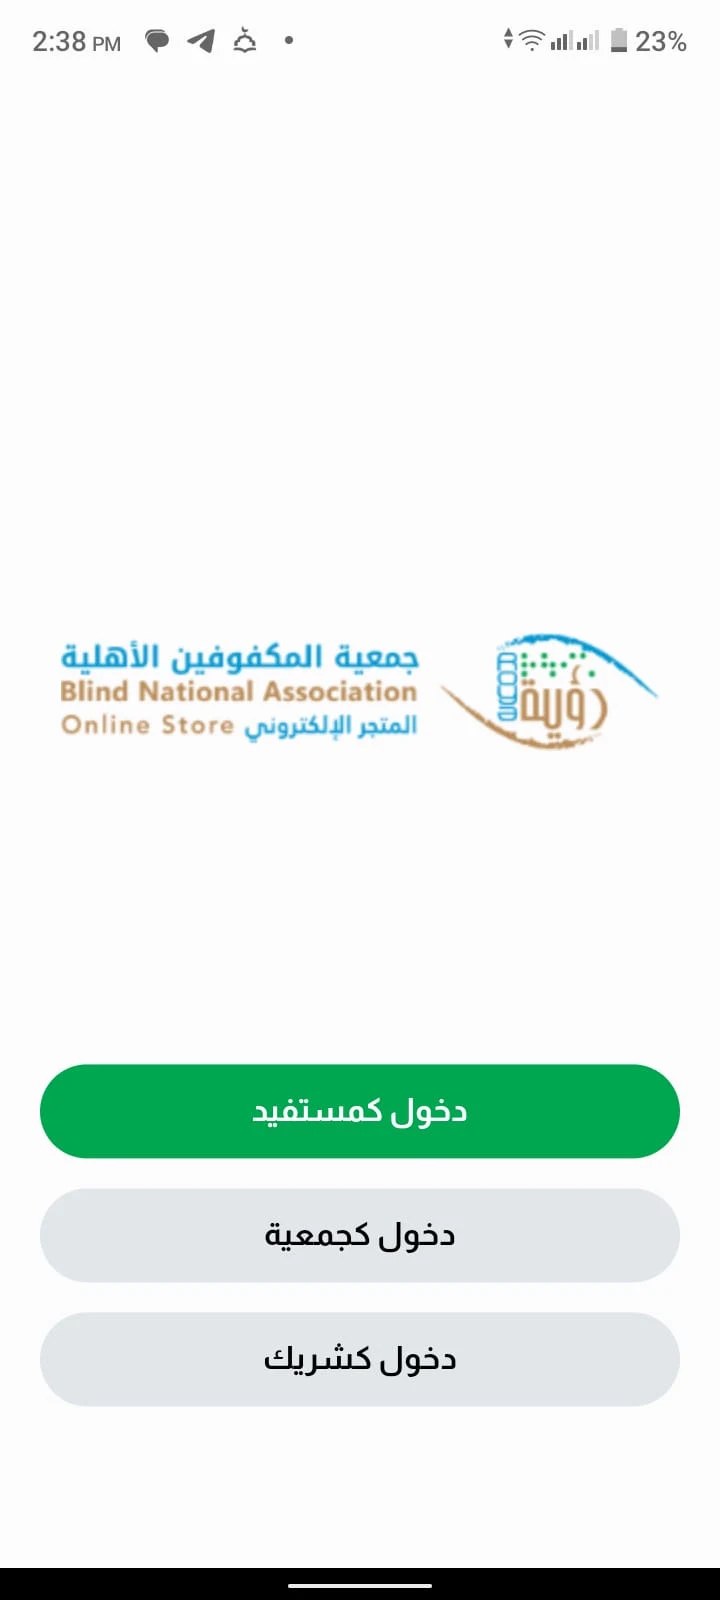 2:38 PM
23%
جمعية المكفوفين الأهلية
Blind National Association
المتجر الإلكتروني Online Store
رؤية
دخول كمستفيد
دخول كجمعية
دخول كشريك